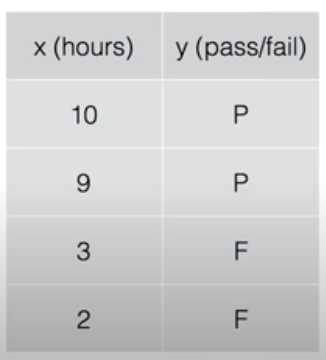 x (hours) y (pass/fail)
10 P
9 P
3 F
2 F